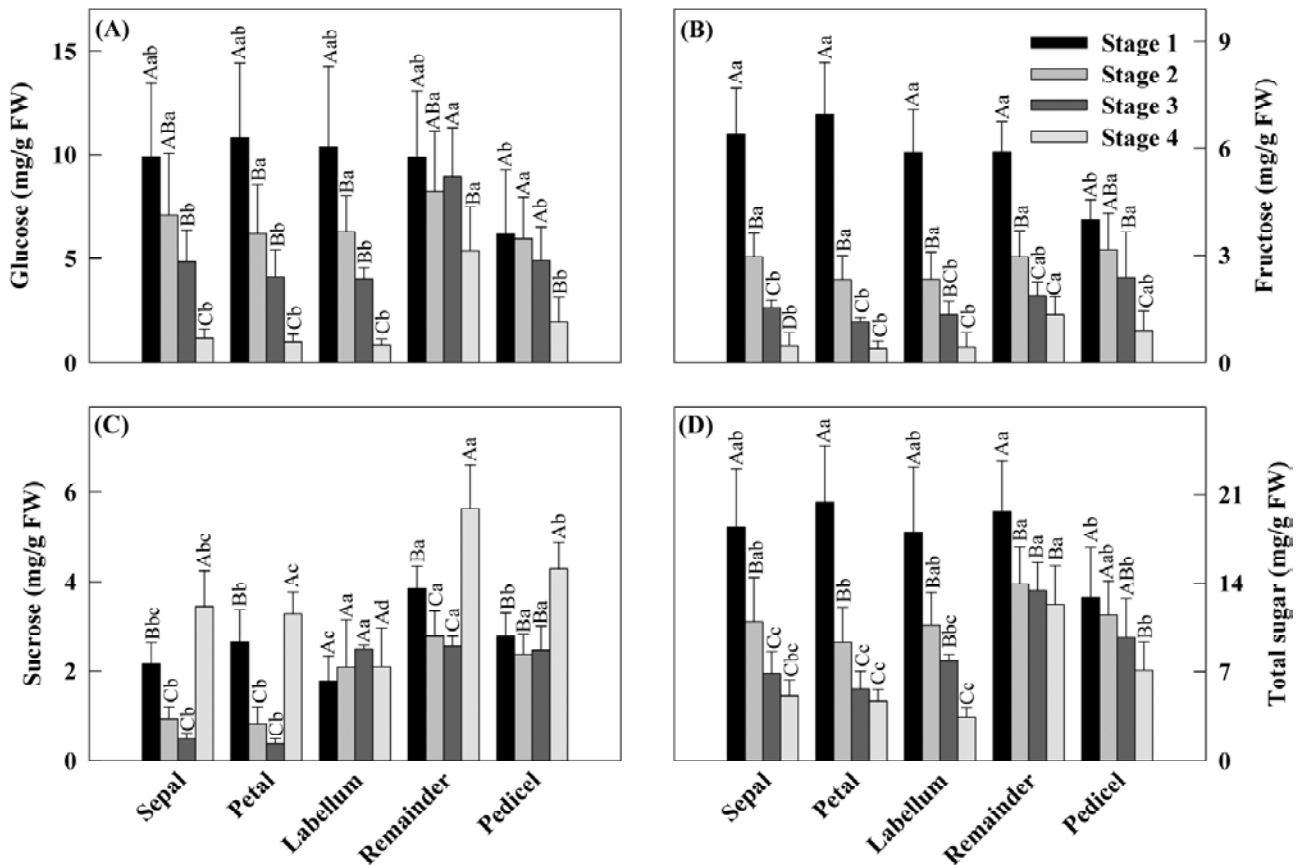 (A)
Glucose (mg/g FW)
15
10
5
0
Aab
ABa
Bb
Cb
Aab
Ba
Bb
Cb
Aab
Ba
Bb
Cb
Aab
ABa
Aa
Ba
Ab
Aa
Ab
Bb
(B)
Stage 1
Stage 2
Stage 3
Stage 4
Fructose (mg/g FW)
9
6
3
0
Aa
Ba
Cb
Db
Aa
Ba
Cb
Cb
Aa
Ba
BCb
Cb
Aa
Ba
Cab
Ca
Ab
ABa
Ba
Cab
(C)
Sucrose (mg/g FW)
6
4
2
0
Bbc
Cb
Cb
Abc
Bb
Cb
Cb
Ac
Ac
Aa
Aa
Ad
Ba
Ca
Ca
Aa
Bb
Ba
Ba
Ab
Sepal
Petal
Labellum
Remainder
Pedicel
(D)
Total sugar (mg/g FW)
21
14
7
0
Aab
Bab
Cc
Cbc
Aa
Bb
Cc
Cc
Aab
Bab
Bbc
Cc
Aa
Ba
Ba
Ba
Ab
Aab
ABb
Bb
Sepal
Petal
Labellum
Remainder
Pedicel